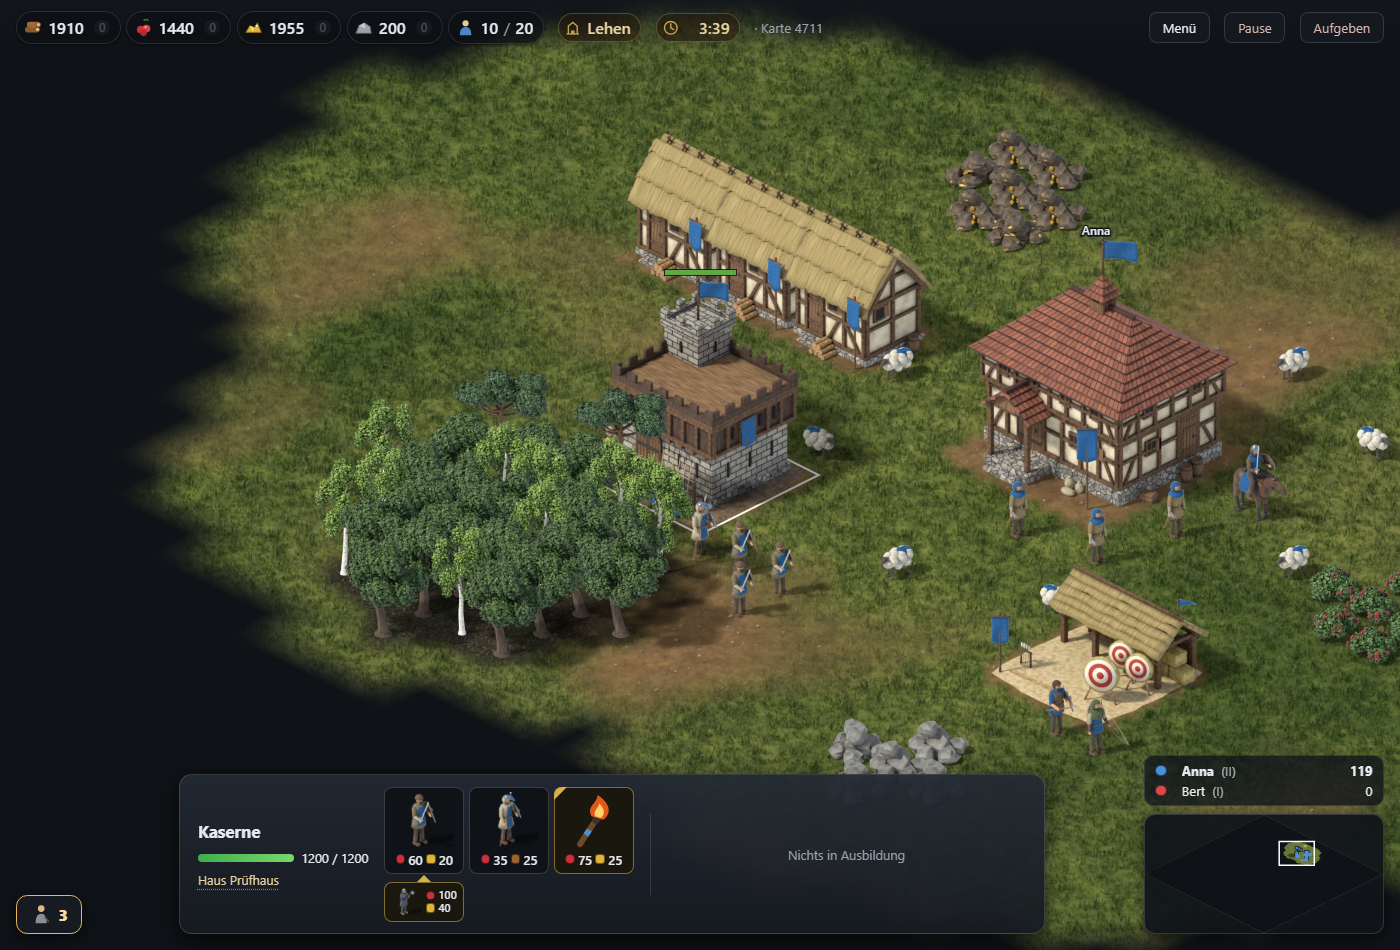 1910 0 1440 0 1955 0 200 0 10 / 20 Lehen 3:39 · Karte 4711 Menü Pause Aufgeben
Anna
Kaserne
1200 / 1200
Haus Prüfhaus
60 20
35 25
75 25
100
40
Nichts in Ausbildung
Anna (II) 119
Bert (I) 0
3